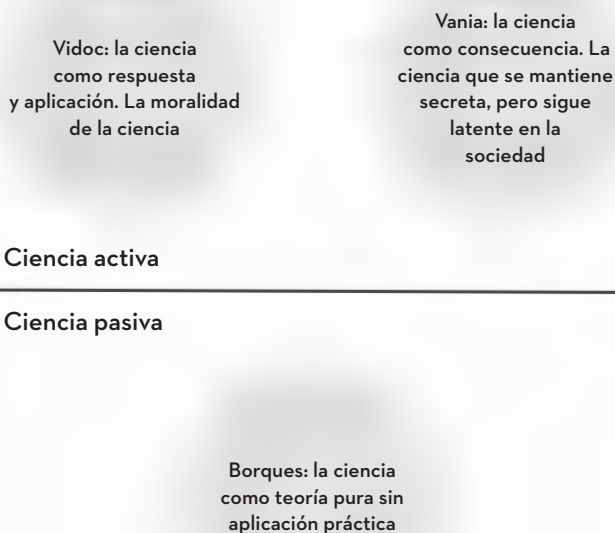 Vidoc: la ciencia
como respuesta
y aplicación. La moralidad
de la ciencia
Vania: la ciencia
como consecuencia. La
ciencia que se mantiene
secreta, pero sigue
latente en la
sociedad
Ciencia activa
Ciencia pasiva
Borques: la ciencia
como teoría pura sin
aplicación práctica